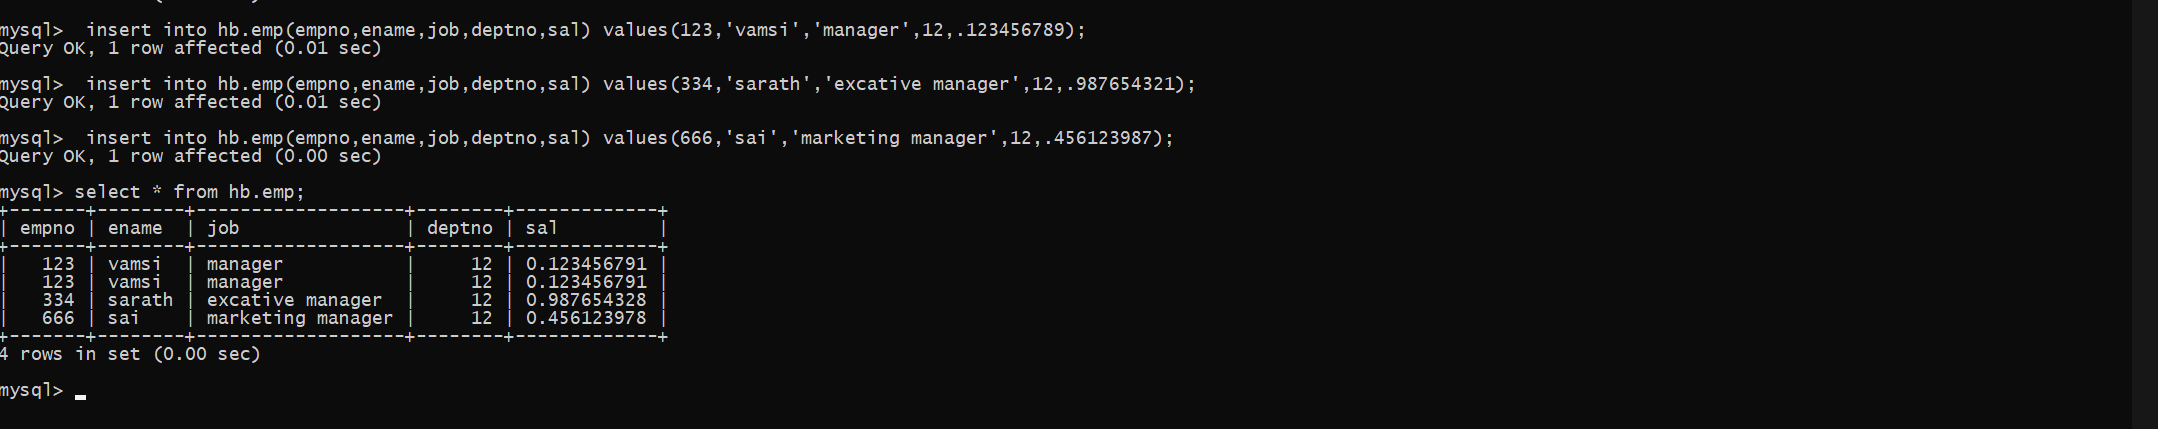 mysql>  insert into hb.emp(empno,ename,job,deptno,sal) values(123,'vamsi','manager',12,.123456789);
Query OK, 1 row affected (0.01 sec)
mysql>  insert into hb.emp(empno,ename,job,deptno,sal) values(334,'sarath','excative manager',12,.987654321);
Query OK, 1 row affected (0.01 sec)
mysql>  insert into hb.emp(empno,ename,job,deptno,sal) values(666,'sai','marketing manager',12,.456123987);
Query OK, 1 row affected (0.00 sec)
mysql> select * from hb.emp;
+-------+--------+-------------------+--------+-------------+
| empno | ename  | job               | deptno | sal         |
+-------+--------+-------------------+--------+-------------+
|   123 | vamsi  | manager           |     12 | 0.123456791 |
|   123 | vamsi  | manager           |     12 | 0.123456791 |
|   334 | sarath | excative manager  |     12 | 0.987654328 |
|   666 | sai    | marketing manager |     12 | 0.456123978 |
+-------+--------+-------------------+--------+-------------+
4 rows in set (0.00 sec)
mysql>